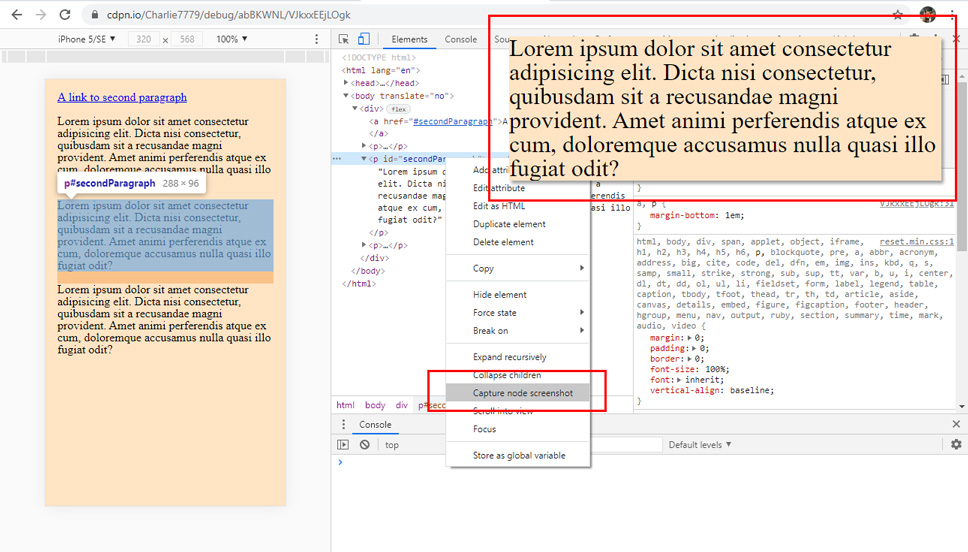 cdpn.io/Charlie7779/debug/abBKWNL/VJkxxEEjLOgk
iPhone 5/SE ▼ 320 × 568 100% ▼
Elements Console
A link to second paragraph
Lorem ipsum dolor sit amet consectetur
adipisicing elit. Dicta nisi consectetur,
quibusdam sit a recusandae magni
provident. Amet animi perferendis atque ex
cum, doloremque accusamus nulla quasi illo
p#secondParagraph 288 × 96
Lorem ipsum dolor sit amet consectetur
adipisicing elit. Dicta nisi consectetur,
quibusdam sit a recusandae magni
provident. Amet animi perferendis atque ex
cum, doloremque accusamus nulla quasi illo
fugiat odit?
Lorem ipsum dolor sit amet consectetur
adipisicing elit. Dicta nisi consectetur,
quibusdam sit a recusandae magni
provident. Amet animi perferendis atque ex
cum, doloremque accusamus nulla quasi illo
fugiat odit?
<!DOCTYPE html>
<html lang="en">
<head>…</head>
<body translate="no">
<div> flex
<a href="#secondParagraph">A
</a>
<p>…</p>
<p id="secondPar
"Lorem ips
elit. Dic
recusandae mag
cum,
fugiat odit?"
</p>
<p>…</p>
</div>
</body>
</html>
Add attri
Edit attribute
Edit as HTML
Duplicate element
Delete element
Copy
Hide element
Force state
Break on
Expand recursively
Collapse children
Capture node screenshot
Scroll into view
Focus
Store as global variable
Lorem ipsum dolor sit amet consectetur
adipisicing elit. Dicta nisi consectetur,
quibusdam sit a recusandae magni
provident. Amet animi perferendis atque ex
cum, doloremque accusamus nulla quasi illo
fugiat odit?
}
a, p { VJkxxEEjLOgk:51
margin-bottom: 1em;
}
html, body, div, span, applet, object, iframe, reset.min.css:1
h1, h2, h3, h4, h5, h6, p, blockquote, pre, a, abbr, acronym,
address, big, cite, code, del, dfn, em, img, ins, kbd, q, s,
samp, small, strike, strong, sub, sup, tt, var, b, u, i, center,
dl, dt, dd, ol, ul, li, fieldset, form, label, legend, table,
caption, tbody, tfoot, thead, tr, th, td, article, aside,
canvas, details, embed, figure, figcaption, footer, header,
hgroup, menu, nav, output, ruby, section, summary, time, mark,
audio, video {
margin: 0;
padding: 0;
border: 0;
font-size: 100%;
font: inherit;
vertical-align: baseline;
}
html body div p#seco
Console
top Default levels ▼